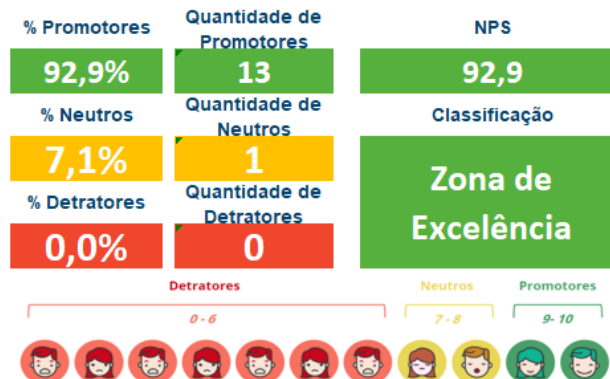 % Promotores
Quantidade de
Promotores
NPS
92,9%
13
92,9
% Neutros
Quantidade de
Neutros
Classificação
7,1%
1
Zona de
Excelência
% Detratores
Quantidade de
Detratores
0,0%
0
Detratores
Neutros
Promotores
0 - 6
7 - 8
9- 10